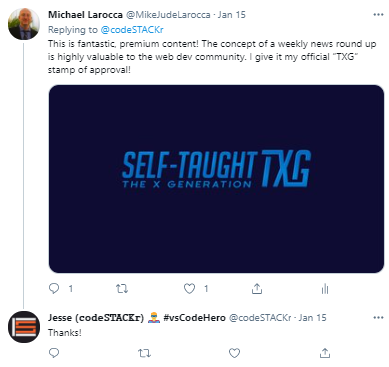 Michael Larocca @MikeJudeLarocca · Jan 15
Replying to @codeSTACKr
This is fantastic, premium content! The concept of a weekly news round up
is highly valuable to the web dev community. I give it my official "TXG"
stamp of approval!
SELF-TAUGHT TXG
THE X GENERATION
1 1
Jesse (codeSTACKr) #vsCodeHero @codeSTACKr · Jan 15
Thanks!